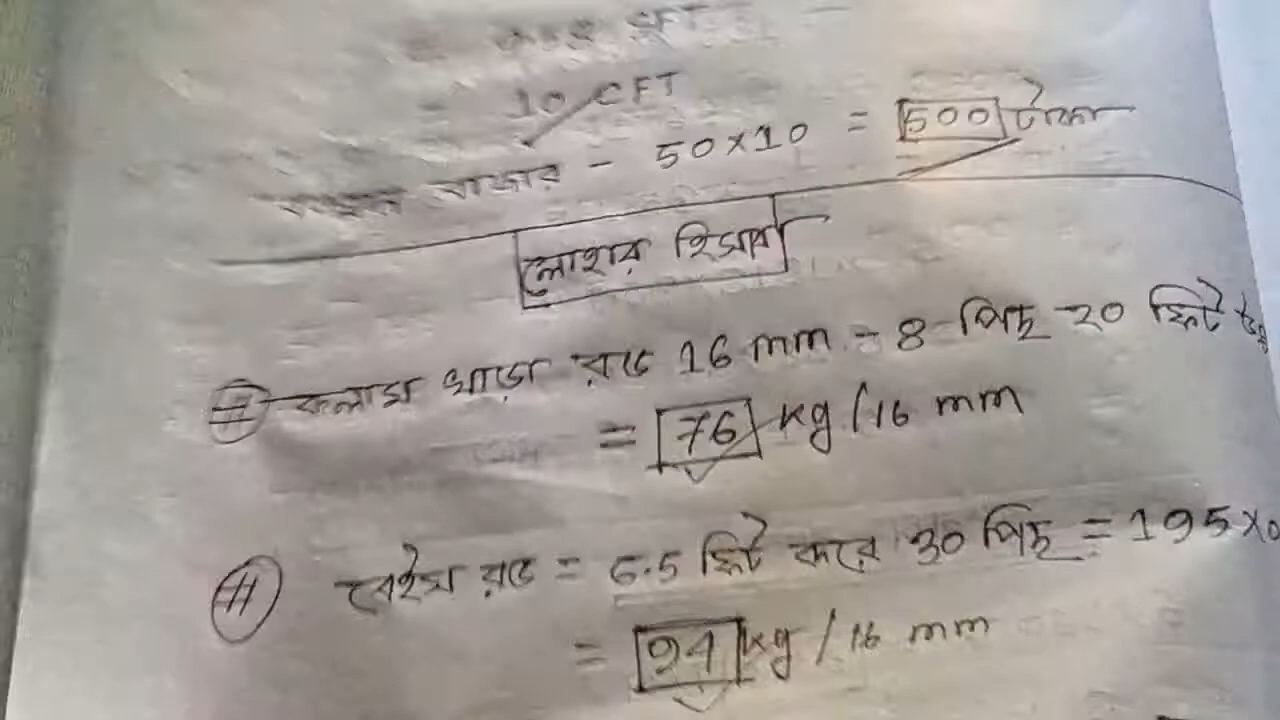 10 CFT
বাজার - 50×10 = 500 টাকা
লোহার হিসাব
# কলাম খাড়া রড 16 mm - 8 পিছ 20 ফিট
= 76 kg/16 mm
# বেইস রড = 6.5 ফিট করে 30 পিছ = 195×0
= 94 kg/16 mm